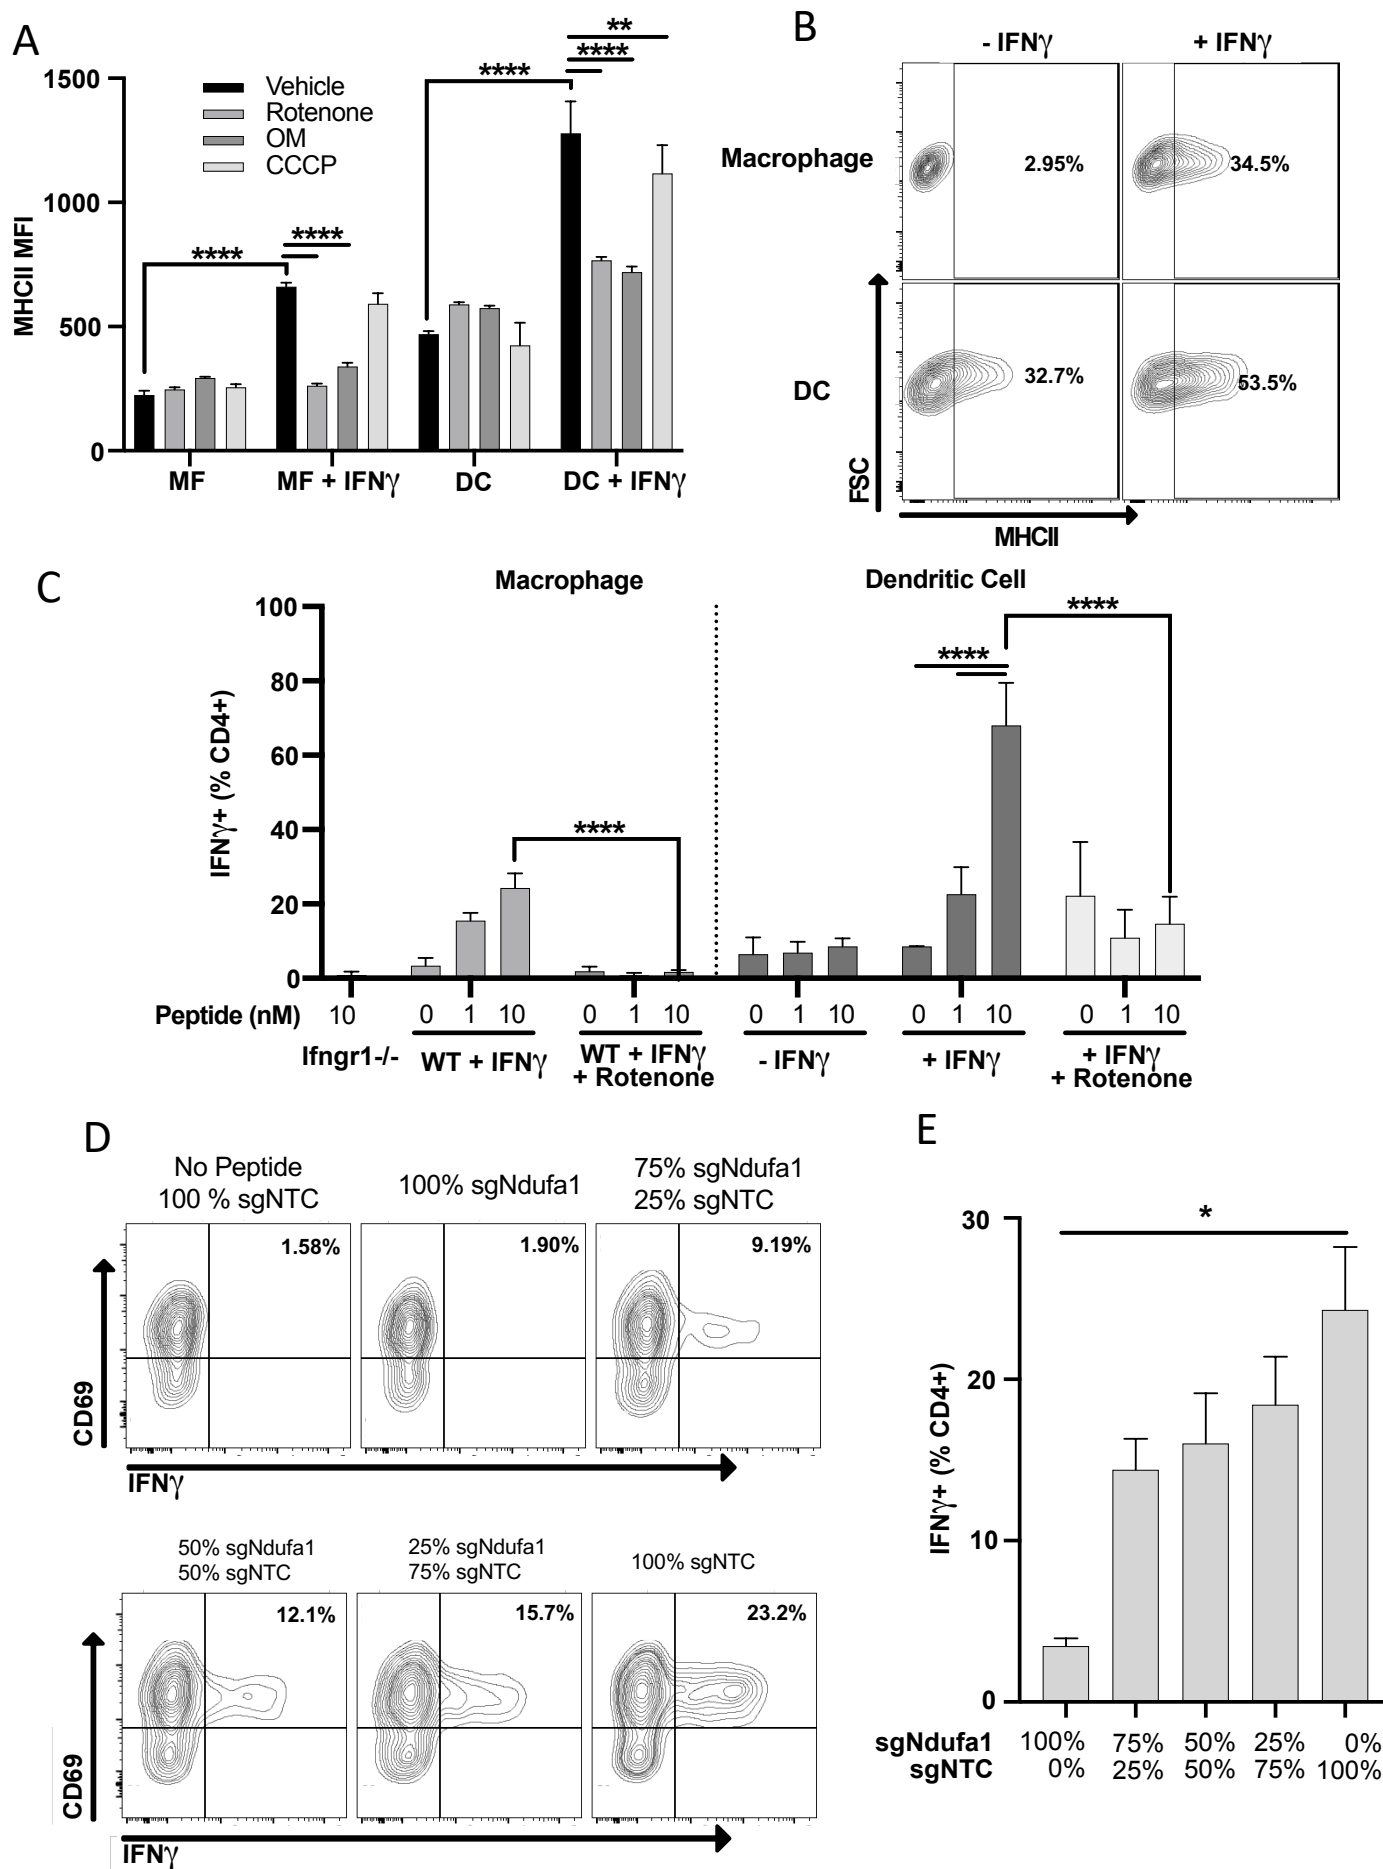 A
**
****
****
1500
Vehicle
Rotenone
OM
CCCP
1000
MHCII MFI
****
****
500
0
MF
MF + IFNγ
DC
DC + IFNγ
B
- IFNγ
+ IFNγ
Macrophage
2.95%
34.5%
DC
32.7%
53.5%
FSC
MHCII
C
Macrophage
Dendritic Cell
100
80
60
40
20
0
IFNγ+ (% CD4+)
****
****
****
Peptide (nM)
10
0 1 10
0 1 10
0 1 10
0 1 10
0 1 10
Ifngr1-/-
WT + IFNγ
WT + IFNγ
+ Rotenone
- IFNγ
+ IFNγ
+ IFNγ
+ Rotenone
D
No Peptide
100 % sgNTC
100% sgNdufa1
75% sgNdufa1
25% sgNTC
1.58%
1.90%
9.19%
CD69
IFNγ
50% sgNdufa1
50% sgNTC
25% sgNdufa1
75% sgNTC
100% sgNTC
12.1%
15.7%
23.2%
CD69
IFNγ
E
*
30
20
10
0
IFNγ+ (% CD4+)
sgNdufa1 100% 75% 50% 25% 0%
sgNTC 0% 25% 50% 75% 100%